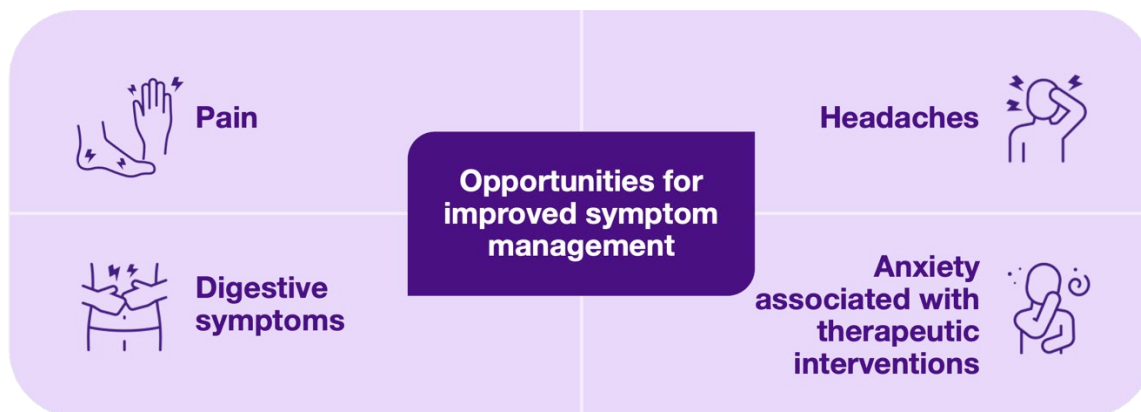 Pain
Headaches
Opportunities for
improved symptom
management
Digestive
symptoms
Anxiety
associated with
therapeutic
interventions